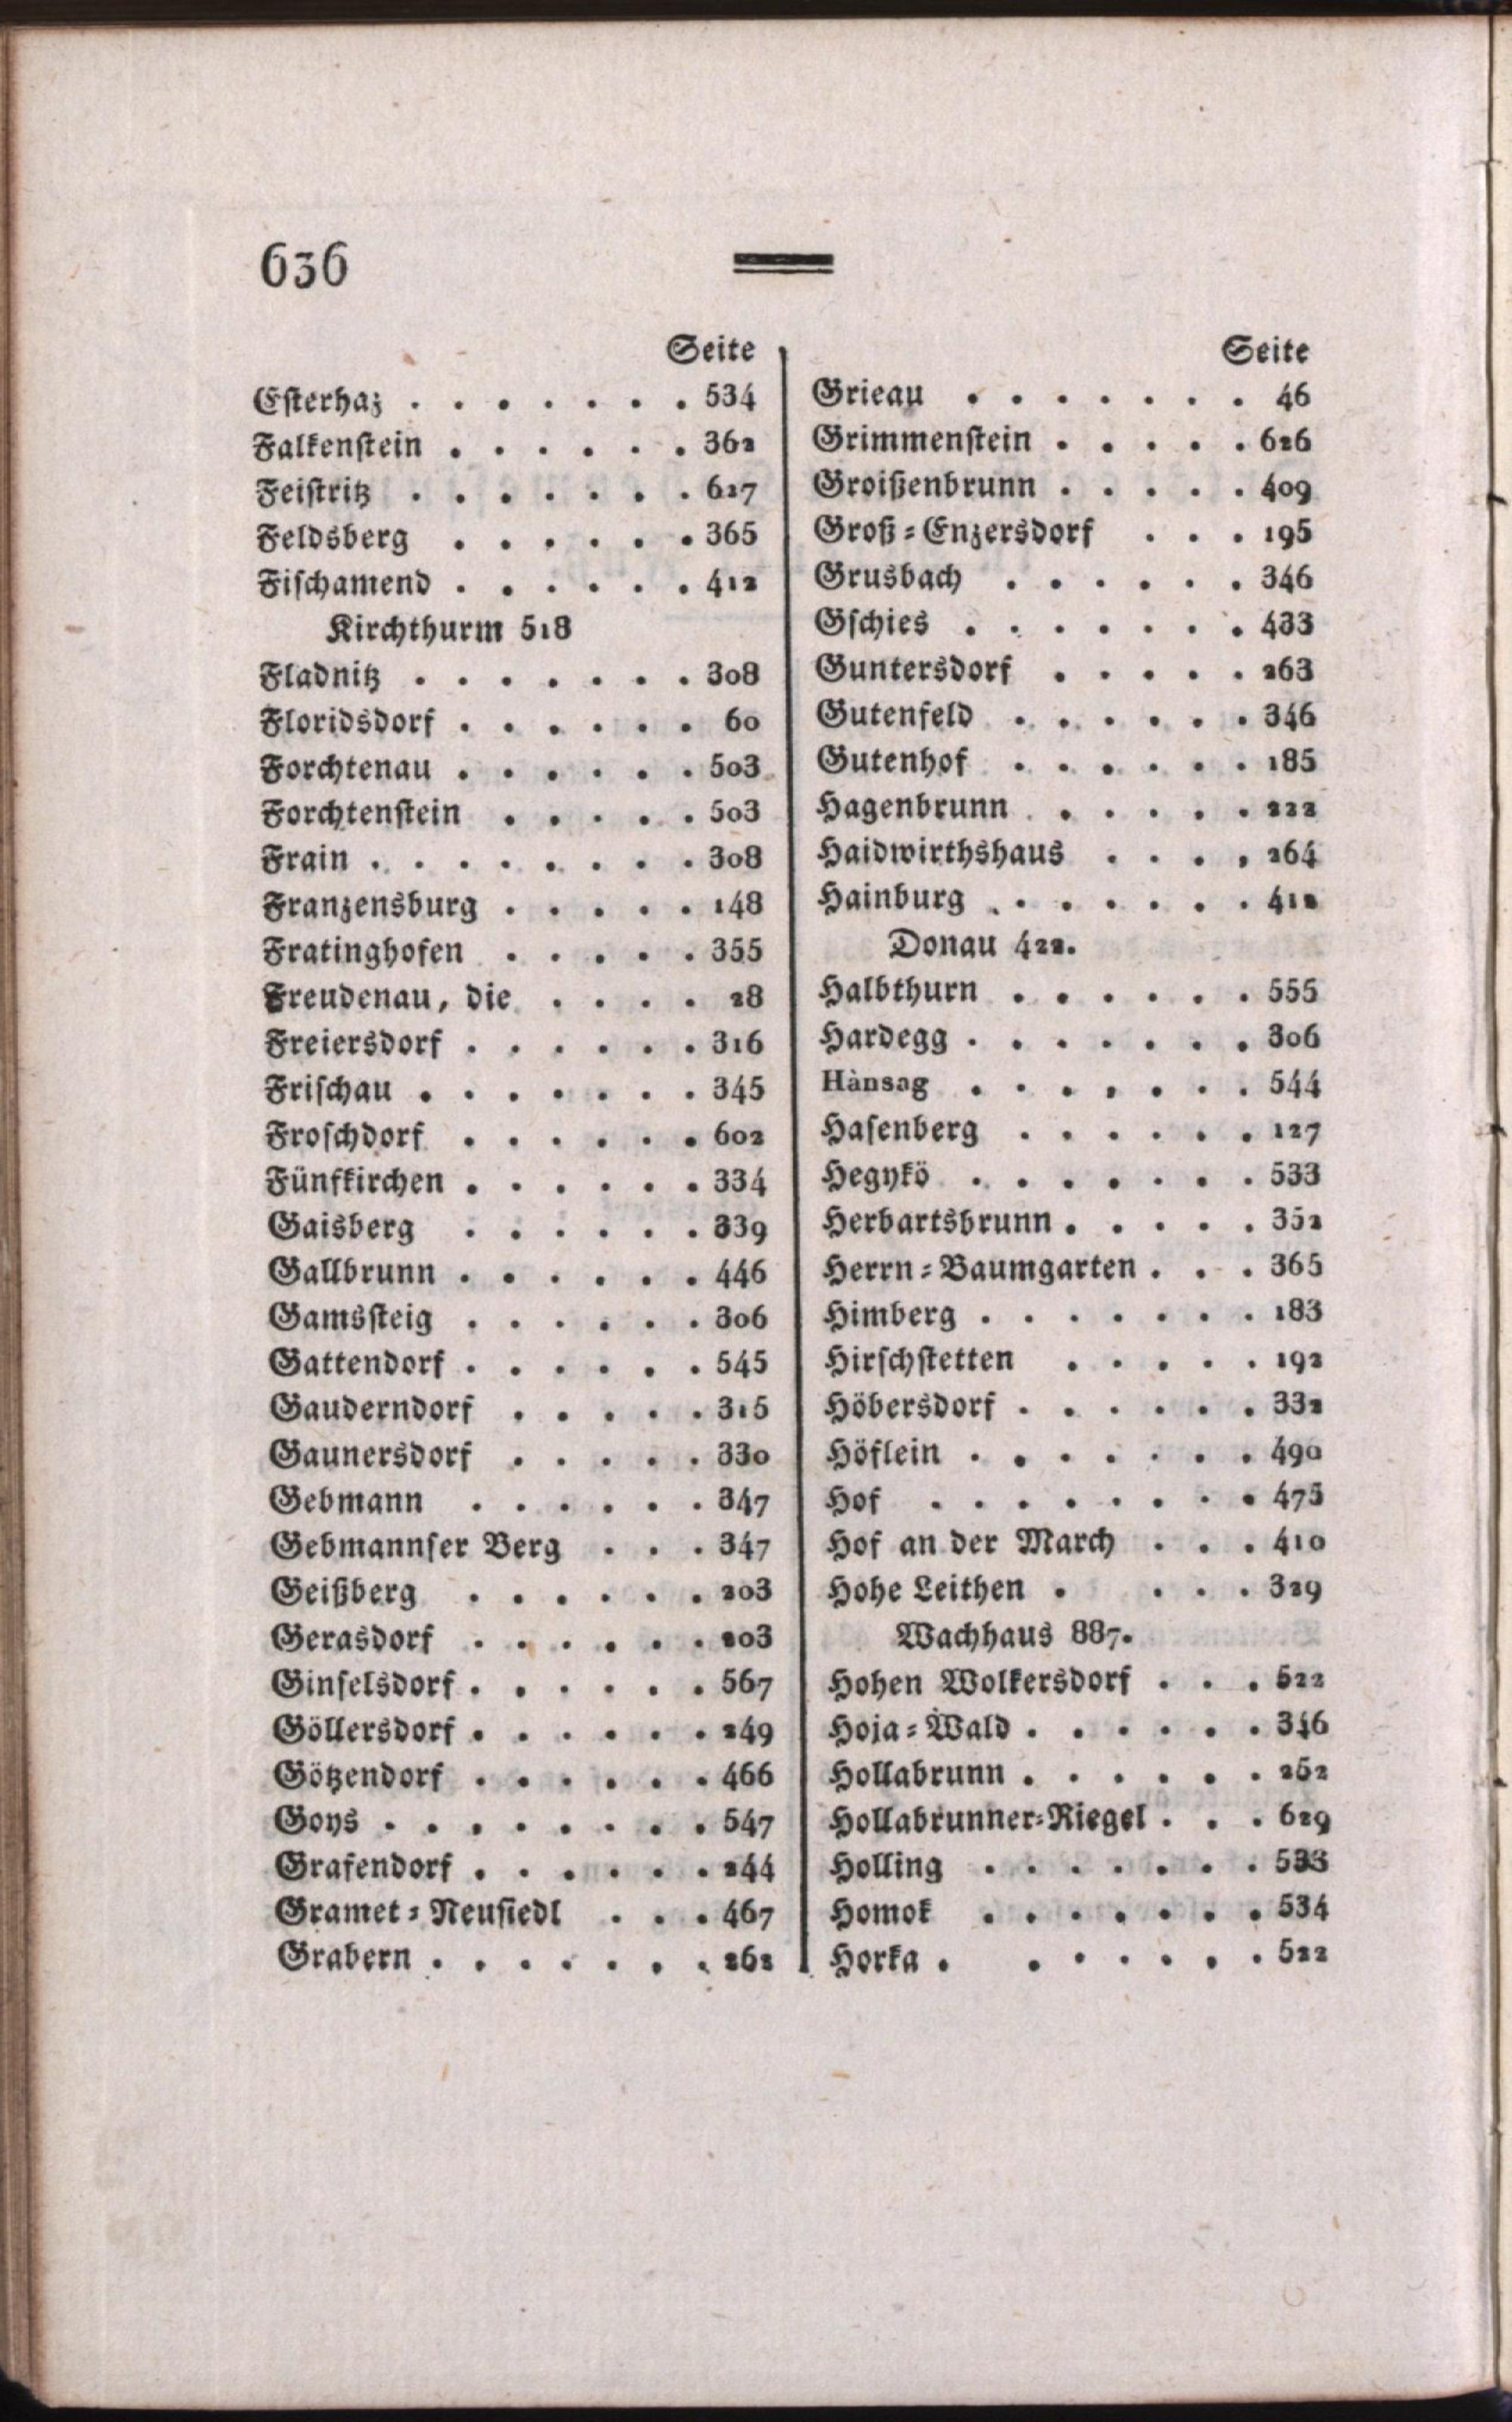 636
Seite
Esterhaz . . . . . . . 534
Falkenstein . . . . . . 362
Feistritz . . . . . . . 627
Feldsberg . . . . . . 365
Fischamend . . . . . . 412
Kirchthurm 518
Fladnitz . . . . . . . 308
Floridsdorf . . . . . . 60
Forchtenau . . . . . . 503
Forchtenstein . . . . . 503
Frain . . . . . . . . 308
Franzensburg . . . . . 148
Fratinghofen . . . . . 355
Freudenau, die . . . . 28
Freiersdorf . . . . . . 316
Frischau . . . . . . . 345
Froschdorf . . . . . . 602
Fünfkirchen . . . . . . 334
Gaisberg . . . . . . 339
Gallbrunn . . . . . . 446
Gamssteig . . . . . . 306
Gattendorf . . . . . . 545
Gauderndorf . . . . . 315
Gaunersdorf . . . . . 330
Gebmann . . . . . . 347
Gebmannser Berg . . . 347
Geißberg . . . . . . 203
Gerasdorf . . . . . . 203
Ginselsdorf . . . . . . 567
Göllersdorf . . . . . . 249
Götzendorf . . . . . . 466
Goys . . . . . . . . 547
Grafendorf . . . . . . 244
Gramet-Neusiedl . . . 467
Grabern . . . . . . . 262
Seite
Grieau . . . . . . . 46
Grimmenstein . . . . . 626
Groißenbrunn . . . . . 409
Groß-Enzersdorf . . . 195
Grusbach . . . . . . 346
Gschies . . . . . . . 433
Guntersdorf . . . . . 263
Gutenfeld . . . . . . 346
Gutenhof . . . . . . 185
Hagenbrunn . . . . . . 222
Haidwirthshaus . . . . 264
Hainburg . . . . . . . 412
Donau 422.
Halbthurn . . . . . . 555
Hardegg . . . . . . . 306
Hànsag . . . . . . . 544
Hasenberg . . . . . . 127
Hegykö . . . . . . . 533
Herbartsbrunn . . . . . 352
Herrn-Baumgarten . . . 365
Himberg . . . . . . . 183
Hirschstetten . . . . . 192
Höbersdorf . . . . . . 332
Höflein . . . . . . . 490
Hof . . . . . . . . 475
Hof an der March . . . 410
Hohe Leithen . . . . 329
Wachhaus 887.
Hohen Wolkersdorf . . . 522
Hoja-Wald . . . . . . 346
Hollabrunn . . . . . . 252
Hollabrunner-Riegel . . . 629
Holling . . . . . . . 533
Homok . . . . . . . 534
Horka . . . . . . . 522